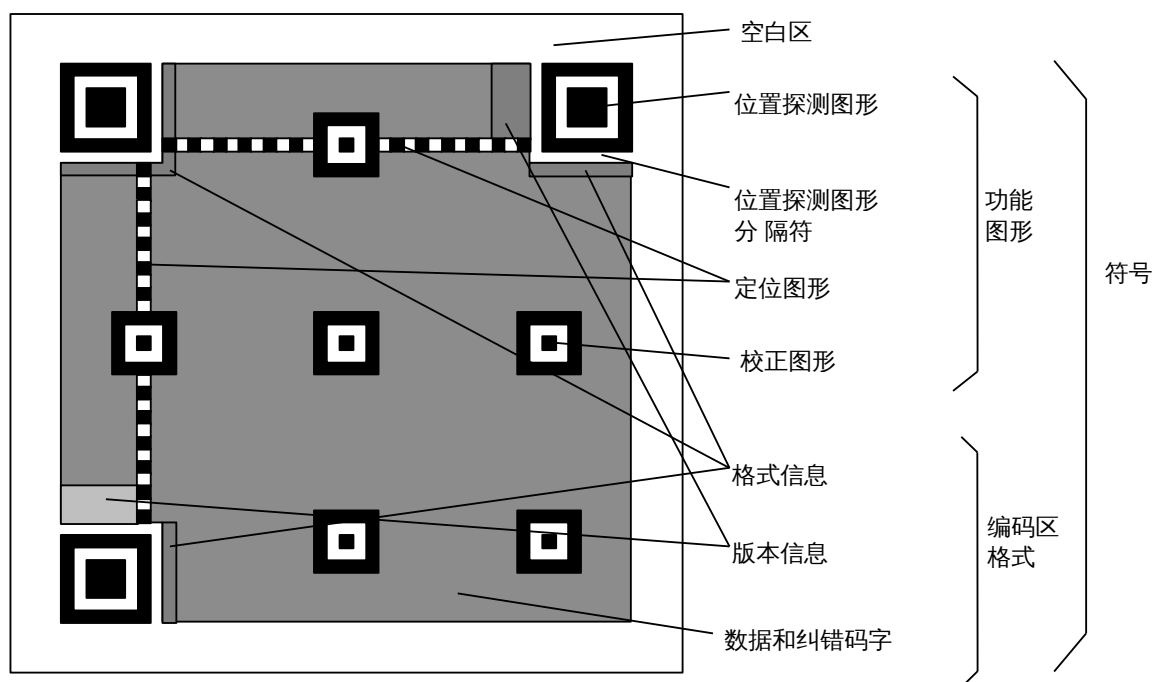 空白区
位置探测图形
位置探测图形
分 隔符
定位图形
校正图形
格式信息
版本信息
数据和纠错码字
功能
图形
编码区
格式
符号